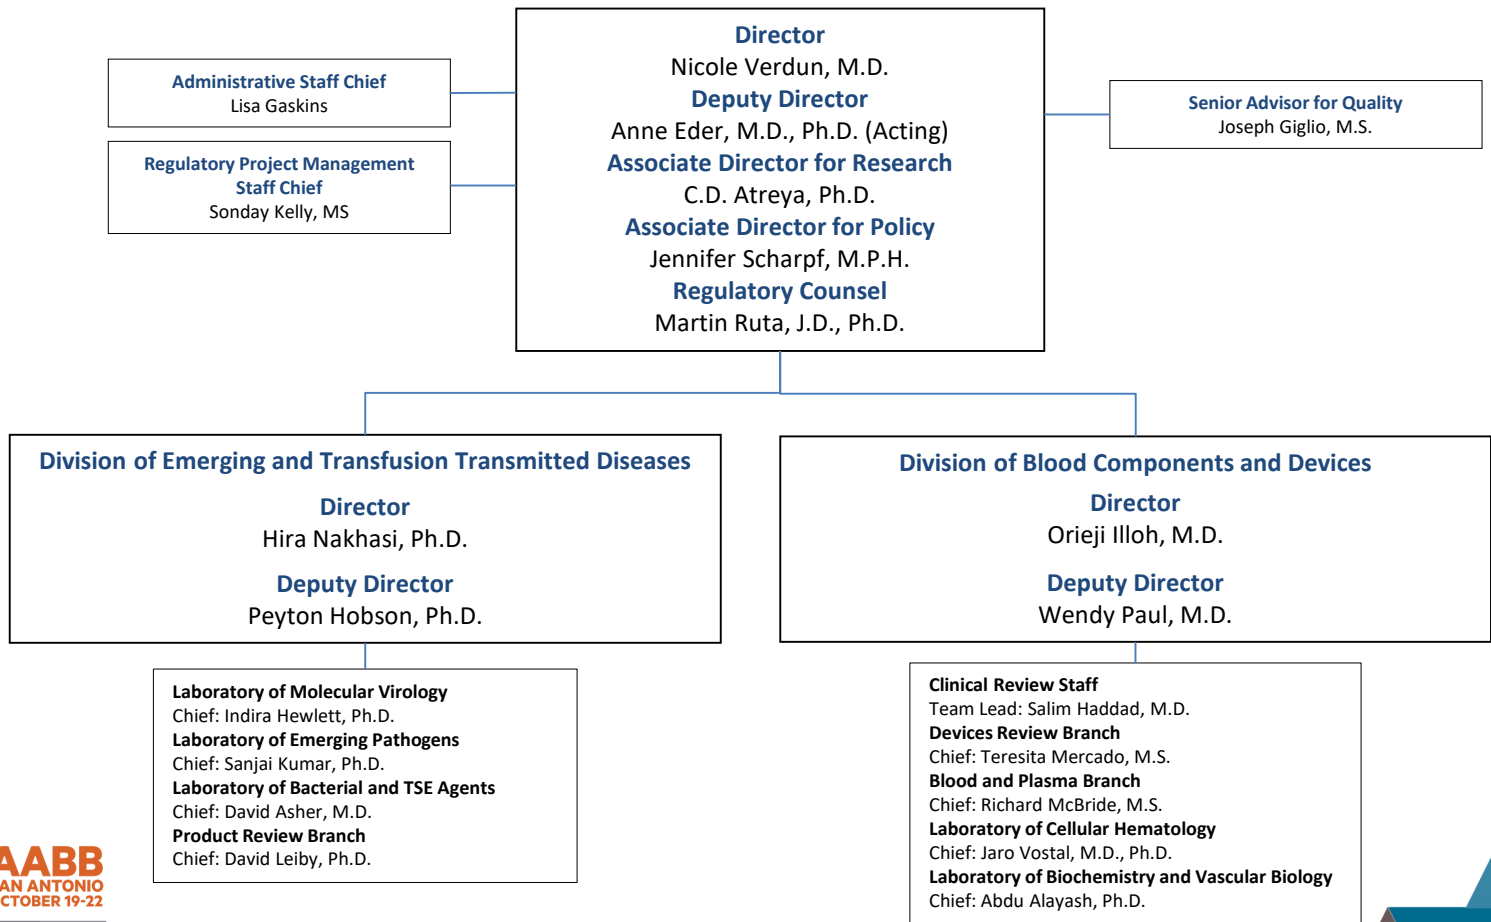 Director
Nicole Verdun, M.D.
Deputy Director
Anne Eder, M.D., Ph.D. (Acting)
Associate Director for Research
C.D. Atreya, Ph.D.
Associate Director for Policy
Jennifer Scharpf, M.P.H.
Regulatory Counsel
Martin Ruta, J.D., Ph.D.
Administrative Staff Chief
Lisa Gaskins
Regulatory Project Management
Staff Chief
Sonday Kelly, MS
Senior Advisor for Quality
Joseph Giglio, M.S.
Division of Emerging and Transfusion Transmitted Diseases
Director
Hira Nakhasi, Ph.D.
Deputy Director
Peyton Hobson, Ph.D.
Laboratory of Molecular Virology
Chief: Indira Hewlett, Ph.D.
Laboratory of Emerging Pathogens
Chief: Sanjai Kumar, Ph.D.
Laboratory of Bacterial and TSE Agents
Chief: David Asher, M.D.
Product Review Branch
Chief: David Leiby, Ph.D.
Division of Blood Components and Devices
Director
Orieji Illoh, M.D.
Deputy Director
Wendy Paul, M.D.
Clinical Review Staff
Team Lead: Salim Haddad, M.D.
Devices Review Branch
Chief: Teresita Mercado, M.S.
Blood and Plasma Branch
Chief: Richard McBride, M.S.
Laboratory of Cellular Hematology
Chief: Jaro Vostal, M.D., Ph.D.
Laboratory of Biochemistry and Vascular Biology
Chief: Abdu Alayash, Ph.D.
AABB
AN ANTONIO
CTOBER 19-22